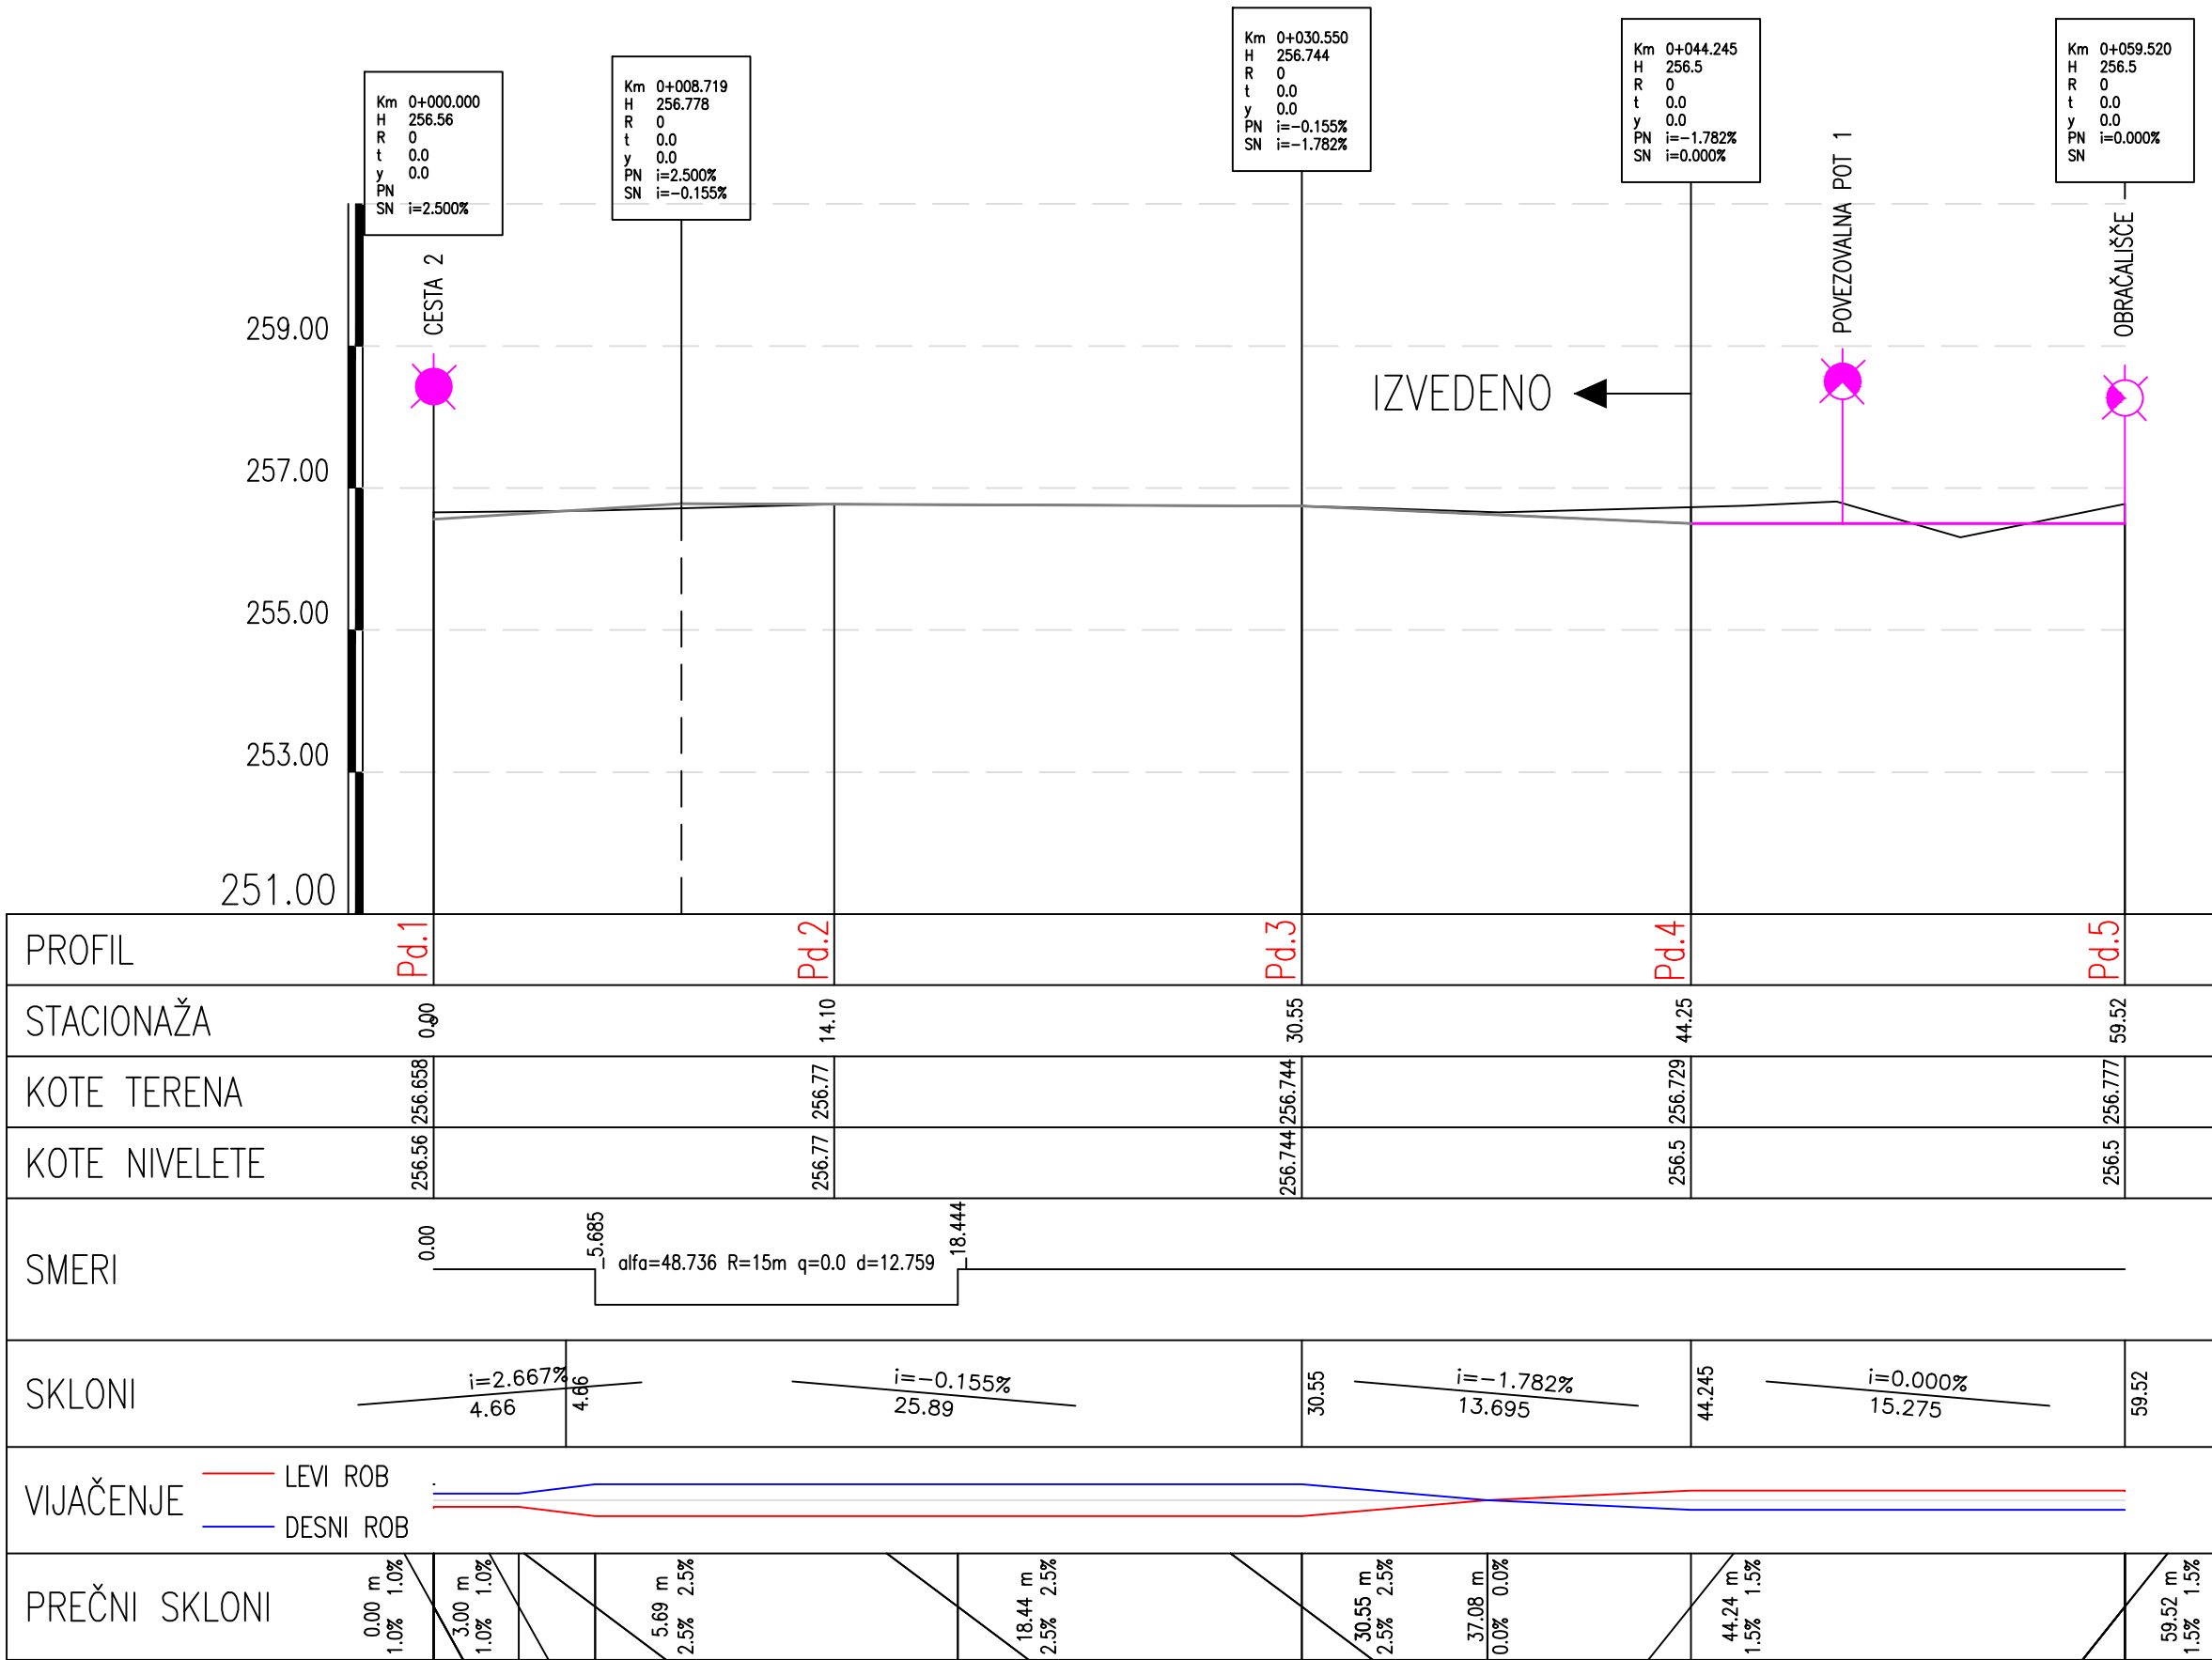 Km 0+000.000
H 256.56
R 0
t 0.0
y 0.0
PN
SN i=2.500%
Km 0+008.719
H 256.778
R 0
t 0.0
y 0.0
PN i=2.500%
SN i=-0.155%
Km 0+030.550
H 256.744
R 0
t 0.0
y 0.0
PN i=-0.155%
SN i=-1.782%
Km 0+044.245
H 256.5
R 0
t 0.0
y 0.0
PN i=-1.782%
SN i=0.000%
Km 0+059.520
H 256.5
R 0
t 0.0
y 0.0
PN i=0.000%
SN
CESTA 2
POVEZOVALNA POT 1
OBRAČALIŠČE
IZVEDENO
259.00
257.00
255.00
253.00
251.00
PROFIL
Pd.1
Pd.2
Pd.3
Pd.4
Pd.5
STACIONAŽA
0.00
14.10
30.55
44.25
59.52
KOTE TERENA
256.658
256.77
256.744
256.729
256.777
KOTE NIVELETE
256.56
256.77
256.744
256.5
256.5
SMERI
0.00
5.685
alfa=48.736 R=15m q=0.0 d=12.759
18.444
SKLONI
i=2.667%
4.66
4.66
i=-0.155%
25.89
30.55
i=-1.782%
13.695
44.245
i=0.000%
15.275
59.52
VIJAČENJE
LEVI ROB
DESNI ROB
PREČNI SKLONI
0.00 m
1.0% 1.0%
3.00 m
1.0% 1.0%
5.69 m
2.5% 2.5%
18.44 m
2.5% 2.5%
30.55 m
2.5% 2.5%
37.08 m
0.0% 0.0%
44.24 m
1.5% 1.5%
59.52 m
1.5% 1.5%